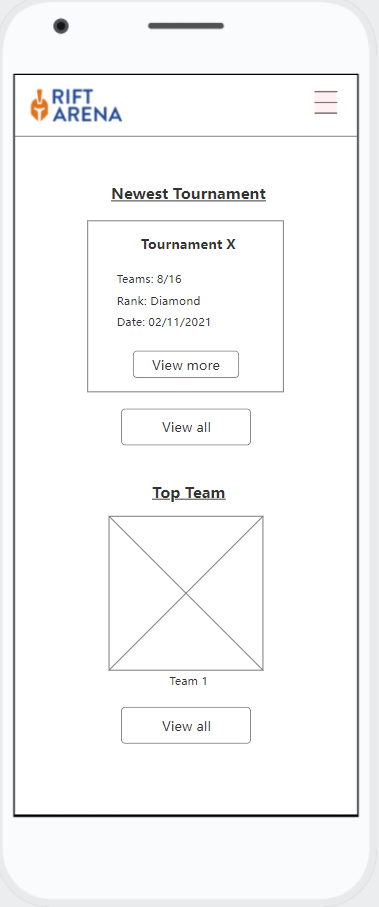 RIFT
ARENA
Newest Tournament
Tournament X
Teams: 8/16
Rank: Diamond
Date: 02/11/2021
View more
View all
Top Team
Team 1
View all